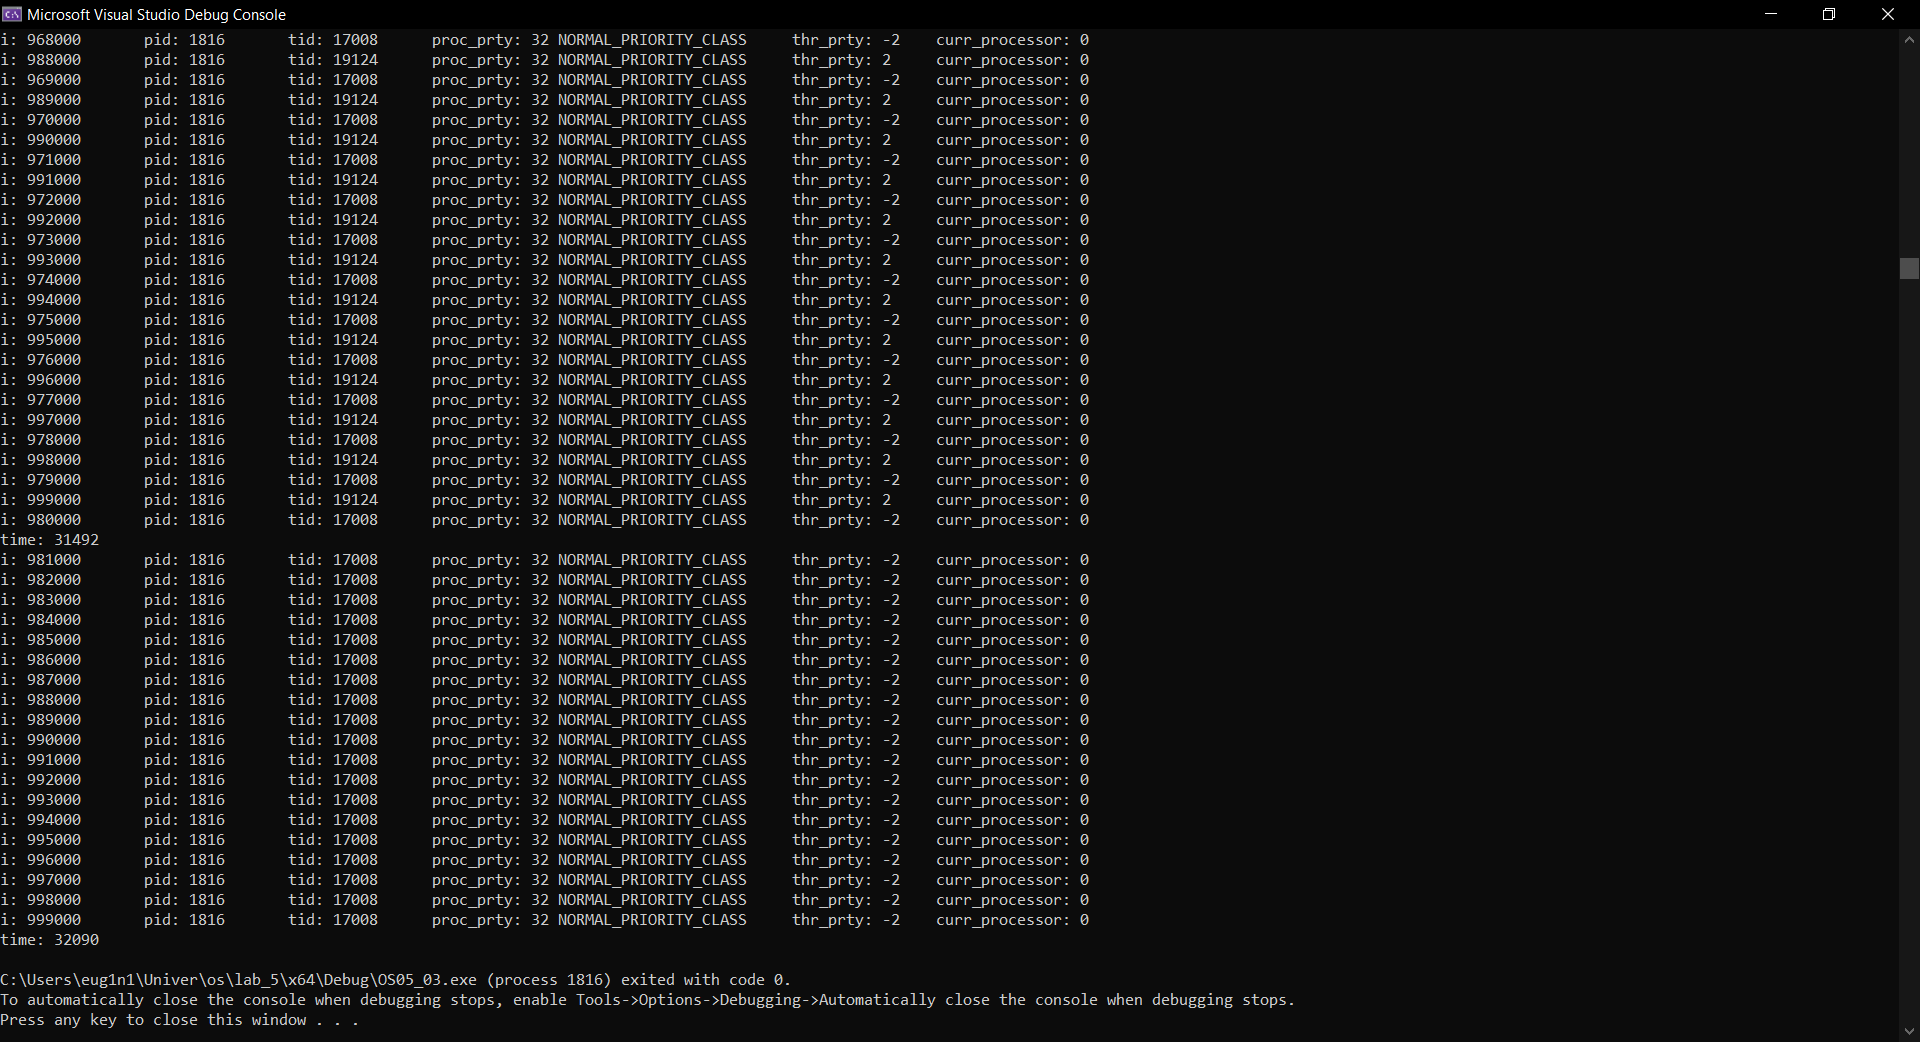 Microsoft Visual Studio Debug Console
i: 968000 pid: 1816 tid: 17008 proc_prty: 32 NORMAL_PRIORITY_CLASS thr_prty: -2 curr_processor: 0
i: 988000 pid: 1816 tid: 19124 proc_prty: 32 NORMAL_PRIORITY_CLASS thr_prty: 2 curr_processor: 0
i: 969000 pid: 1816 tid: 17008 proc_prty: 32 NORMAL_PRIORITY_CLASS thr_prty: -2 curr_processor: 0
i: 989000 pid: 1816 tid: 19124 proc_prty: 32 NORMAL_PRIORITY_CLASS thr_prty: 2 curr_processor: 0
i: 970000 pid: 1816 tid: 17008 proc_prty: 32 NORMAL_PRIORITY_CLASS thr_prty: -2 curr_processor: 0
i: 990000 pid: 1816 tid: 19124 proc_prty: 32 NORMAL_PRIORITY_CLASS thr_prty: 2 curr_processor: 0
i: 971000 pid: 1816 tid: 17008 proc_prty: 32 NORMAL_PRIORITY_CLASS thr_prty: -2 curr_processor: 0
i: 991000 pid: 1816 tid: 19124 proc_prty: 32 NORMAL_PRIORITY_CLASS thr_prty: 2 curr_processor: 0
i: 972000 pid: 1816 tid: 17008 proc_prty: 32 NORMAL_PRIORITY_CLASS thr_prty: -2 curr_processor: 0
i: 992000 pid: 1816 tid: 19124 proc_prty: 32 NORMAL_PRIORITY_CLASS thr_prty: 2 curr_processor: 0
i: 973000 pid: 1816 tid: 17008 proc_prty: 32 NORMAL_PRIORITY_CLASS thr_prty: -2 curr_processor: 0
i: 993000 pid: 1816 tid: 19124 proc_prty: 32 NORMAL_PRIORITY_CLASS thr_prty: 2 curr_processor: 0
i: 974000 pid: 1816 tid: 17008 proc_prty: 32 NORMAL_PRIORITY_CLASS thr_prty: -2 curr_processor: 0
i: 994000 pid: 1816 tid: 19124 proc_prty: 32 NORMAL_PRIORITY_CLASS thr_prty: 2 curr_processor: 0
i: 975000 pid: 1816 tid: 17008 proc_prty: 32 NORMAL_PRIORITY_CLASS thr_prty: -2 curr_processor: 0
i: 995000 pid: 1816 tid: 19124 proc_prty: 32 NORMAL_PRIORITY_CLASS thr_prty: 2 curr_processor: 0
i: 976000 pid: 1816 tid: 17008 proc_prty: 32 NORMAL_PRIORITY_CLASS thr_prty: -2 curr_processor: 0
i: 996000 pid: 1816 tid: 19124 proc_prty: 32 NORMAL_PRIORITY_CLASS thr_prty: 2 curr_processor: 0
i: 977000 pid: 1816 tid: 17008 proc_prty: 32 NORMAL_PRIORITY_CLASS thr_prty: -2 curr_processor: 0
i: 997000 pid: 1816 tid: 19124 proc_prty: 32 NORMAL_PRIORITY_CLASS thr_prty: 2 curr_processor: 0
i: 978000 pid: 1816 tid: 17008 proc_prty: 32 NORMAL_PRIORITY_CLASS thr_prty: -2 curr_processor: 0
i: 998000 pid: 1816 tid: 19124 proc_prty: 32 NORMAL_PRIORITY_CLASS thr_prty: 2 curr_processor: 0
i: 979000 pid: 1816 tid: 17008 proc_prty: 32 NORMAL_PRIORITY_CLASS thr_prty: -2 curr_processor: 0
i: 999000 pid: 1816 tid: 19124 proc_prty: 32 NORMAL_PRIORITY_CLASS thr_prty: 2 curr_processor: 0
i: 980000 pid: 1816 tid: 17008 proc_prty: 32 NORMAL_PRIORITY_CLASS thr_prty: -2 curr_processor: 0
time: 31492
i: 981000 pid: 1816 tid: 17008 proc_prty: 32 NORMAL_PRIORITY_CLASS thr_prty: -2 curr_processor: 0
i: 982000 pid: 1816 tid: 17008 proc_prty: 32 NORMAL_PRIORITY_CLASS thr_prty: -2 curr_processor: 0
i: 983000 pid: 1816 tid: 17008 proc_prty: 32 NORMAL_PRIORITY_CLASS thr_prty: -2 curr_processor: 0
i: 984000 pid: 1816 tid: 17008 proc_prty: 32 NORMAL_PRIORITY_CLASS thr_prty: -2 curr_processor: 0
i: 985000 pid: 1816 tid: 17008 proc_prty: 32 NORMAL_PRIORITY_CLASS thr_prty: -2 curr_processor: 0
i: 986000 pid: 1816 tid: 17008 proc_prty: 32 NORMAL_PRIORITY_CLASS thr_prty: -2 curr_processor: 0
i: 987000 pid: 1816 tid: 17008 proc_prty: 32 NORMAL_PRIORITY_CLASS thr_prty: -2 curr_processor: 0
i: 988000 pid: 1816 tid: 17008 proc_prty: 32 NORMAL_PRIORITY_CLASS thr_prty: -2 curr_processor: 0
i: 989000 pid: 1816 tid: 17008 proc_prty: 32 NORMAL_PRIORITY_CLASS thr_prty: -2 curr_processor: 0
i: 990000 pid: 1816 tid: 17008 proc_prty: 32 NORMAL_PRIORITY_CLASS thr_prty: -2 curr_processor: 0
i: 991000 pid: 1816 tid: 17008 proc_prty: 32 NORMAL_PRIORITY_CLASS thr_prty: -2 curr_processor: 0
i: 992000 pid: 1816 tid: 17008 proc_prty: 32 NORMAL_PRIORITY_CLASS thr_prty: -2 curr_processor: 0
i: 993000 pid: 1816 tid: 17008 proc_prty: 32 NORMAL_PRIORITY_CLASS thr_prty: -2 curr_processor: 0
i: 994000 pid: 1816 tid: 17008 proc_prty: 32 NORMAL_PRIORITY_CLASS thr_prty: -2 curr_processor: 0
i: 995000 pid: 1816 tid: 17008 proc_prty: 32 NORMAL_PRIORITY_CLASS thr_prty: -2 curr_processor: 0
i: 996000 pid: 1816 tid: 17008 proc_prty: 32 NORMAL_PRIORITY_CLASS thr_prty: -2 curr_processor: 0
i: 997000 pid: 1816 tid: 17008 proc_prty: 32 NORMAL_PRIORITY_CLASS thr_prty: -2 curr_processor: 0
i: 998000 pid: 1816 tid: 17008 proc_prty: 32 NORMAL_PRIORITY_CLASS thr_prty: -2 curr_processor: 0
i: 999000 pid: 1816 tid: 17008 proc_prty: 32 NORMAL_PRIORITY_CLASS thr_prty: -2 curr_processor: 0
time: 32090
C:\Users\eug1n1\Univer\os\lab_5\x64\Debug\OS05_03.exe (process 1816) exited with code 0.
To automatically close the console when debugging stops, enable Tools->Options->Debugging->Automatically close the console when debugging stops.
Press any key to close this window . . .